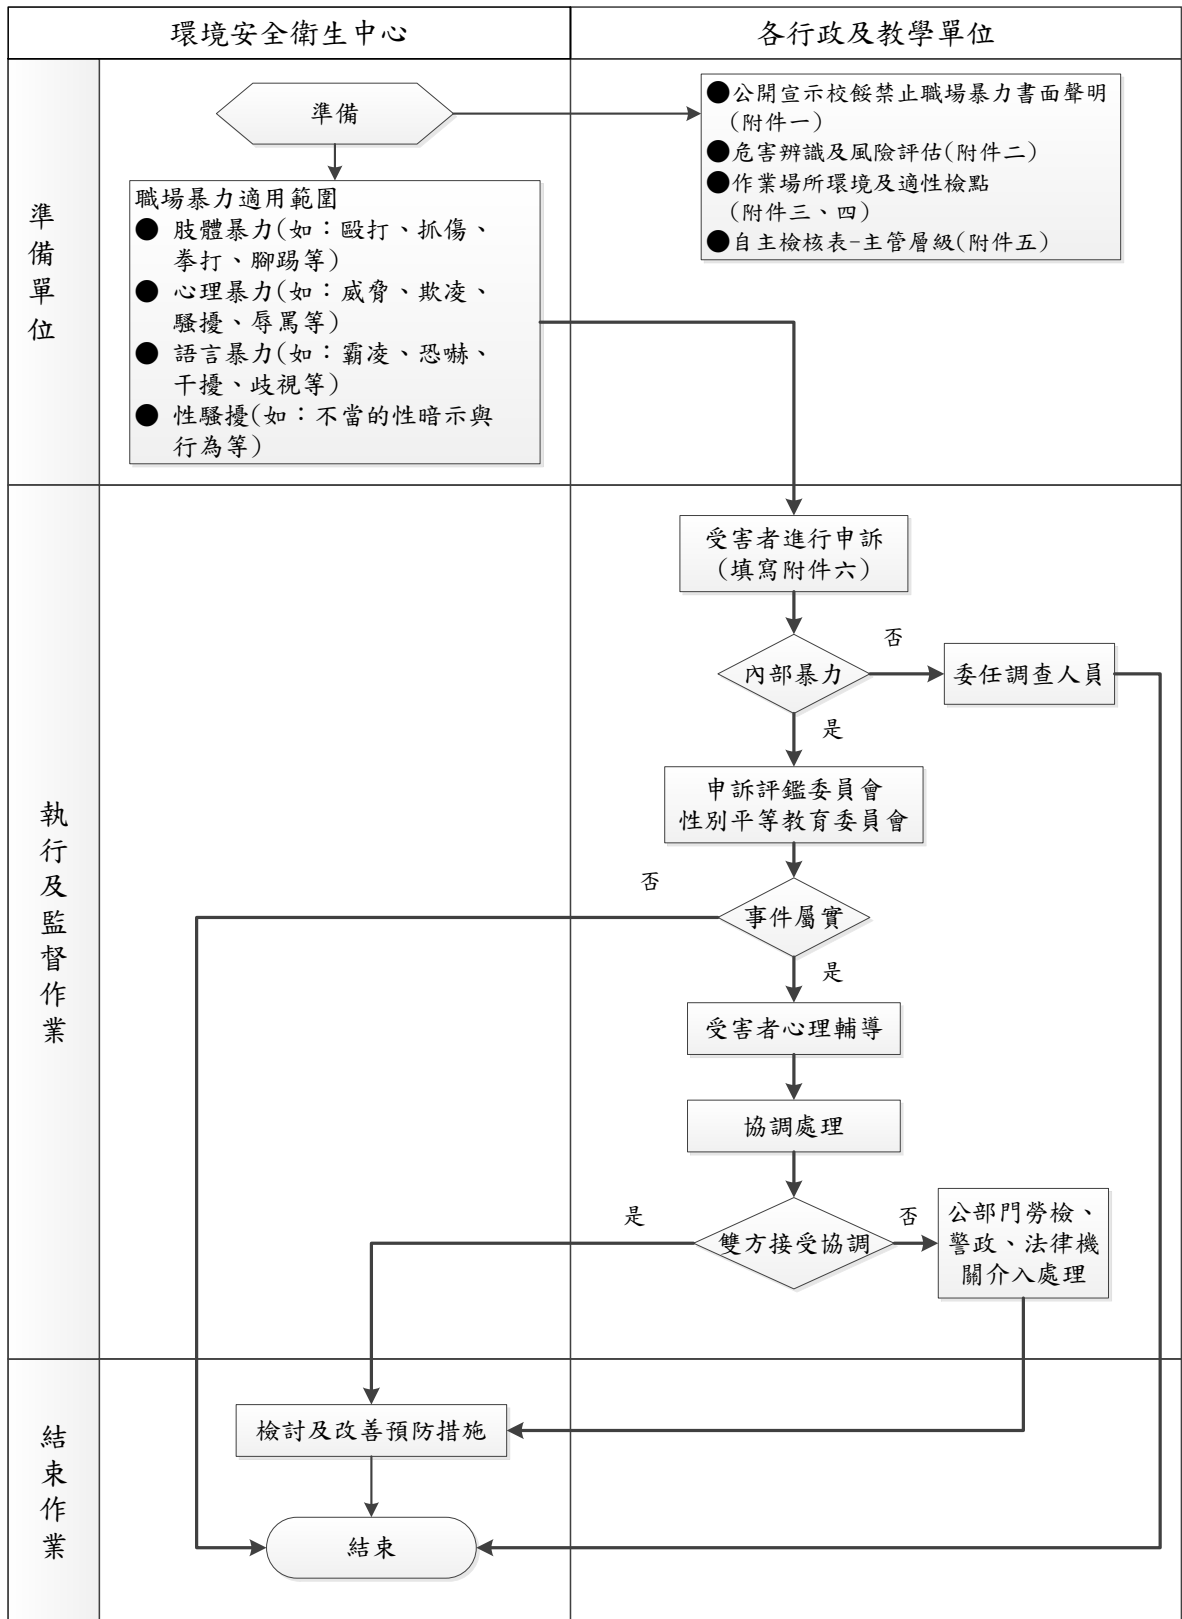 環境安全衛生中心
各行政及教學單位
準備單位
準備
●公開宣示校餒禁止職場暴力書面聲明
(附件一)
●危害辨識及風險評估(附件二)
●作業場所環境及適性檢點
(附件三、四)
●自主檢核表-主管層級(附件五)
職場暴力適用範圍
● 肢體暴力(如：毆打、抓傷、
拳打、腳踢等)
● 心理暴力(如：威脅、欺凌、
騷擾、辱罵等)
● 語言暴力(如：霸凌、恐嚇、
干擾、歧視等)
● 性騷擾(如：不當的性暗示與
行為等)
執行及監督作業
受害者進行申訴
(填寫附件六)
內部暴力
否
委任調查人員
是
申訴評鑑委員會
性別平等教育委員會
否
事件屬實
是
受害者心理輔導
協調處理
是
雙方接受協調
否
公部門勞檢、
警政、法律機
關介入處理
結束作業
檢討及改善預防措施
結束